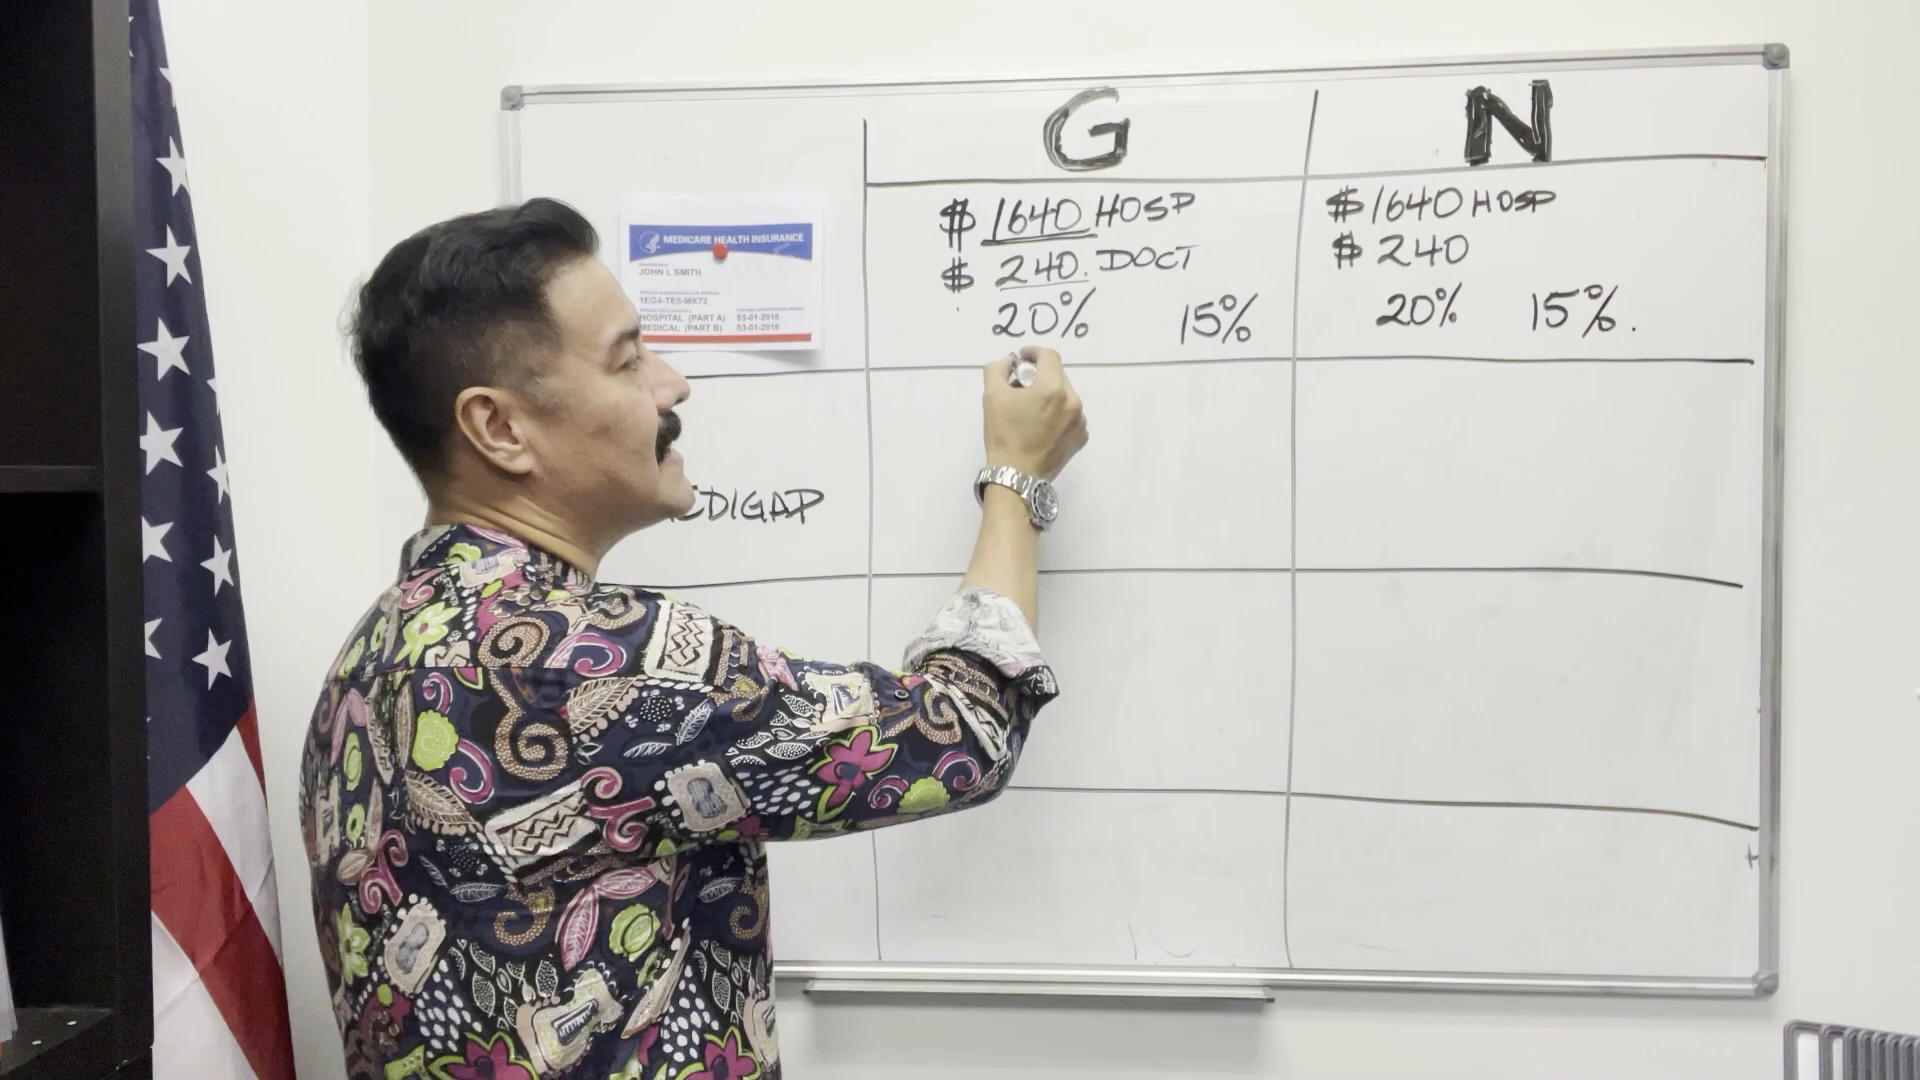 G
N
$ 1640 HOSP
$ 240. DOCT
20% 15%
$ 1640 HOSP
$ 240
20% 15%.
MEDICARE HEALTH INSURANCE
JOHN L SMITH
1EG4-TE5-MK72
HOSPITAL (PART A) 03-01-2016
MEDICAL (PART B) 03-01-2016
EDIGAP